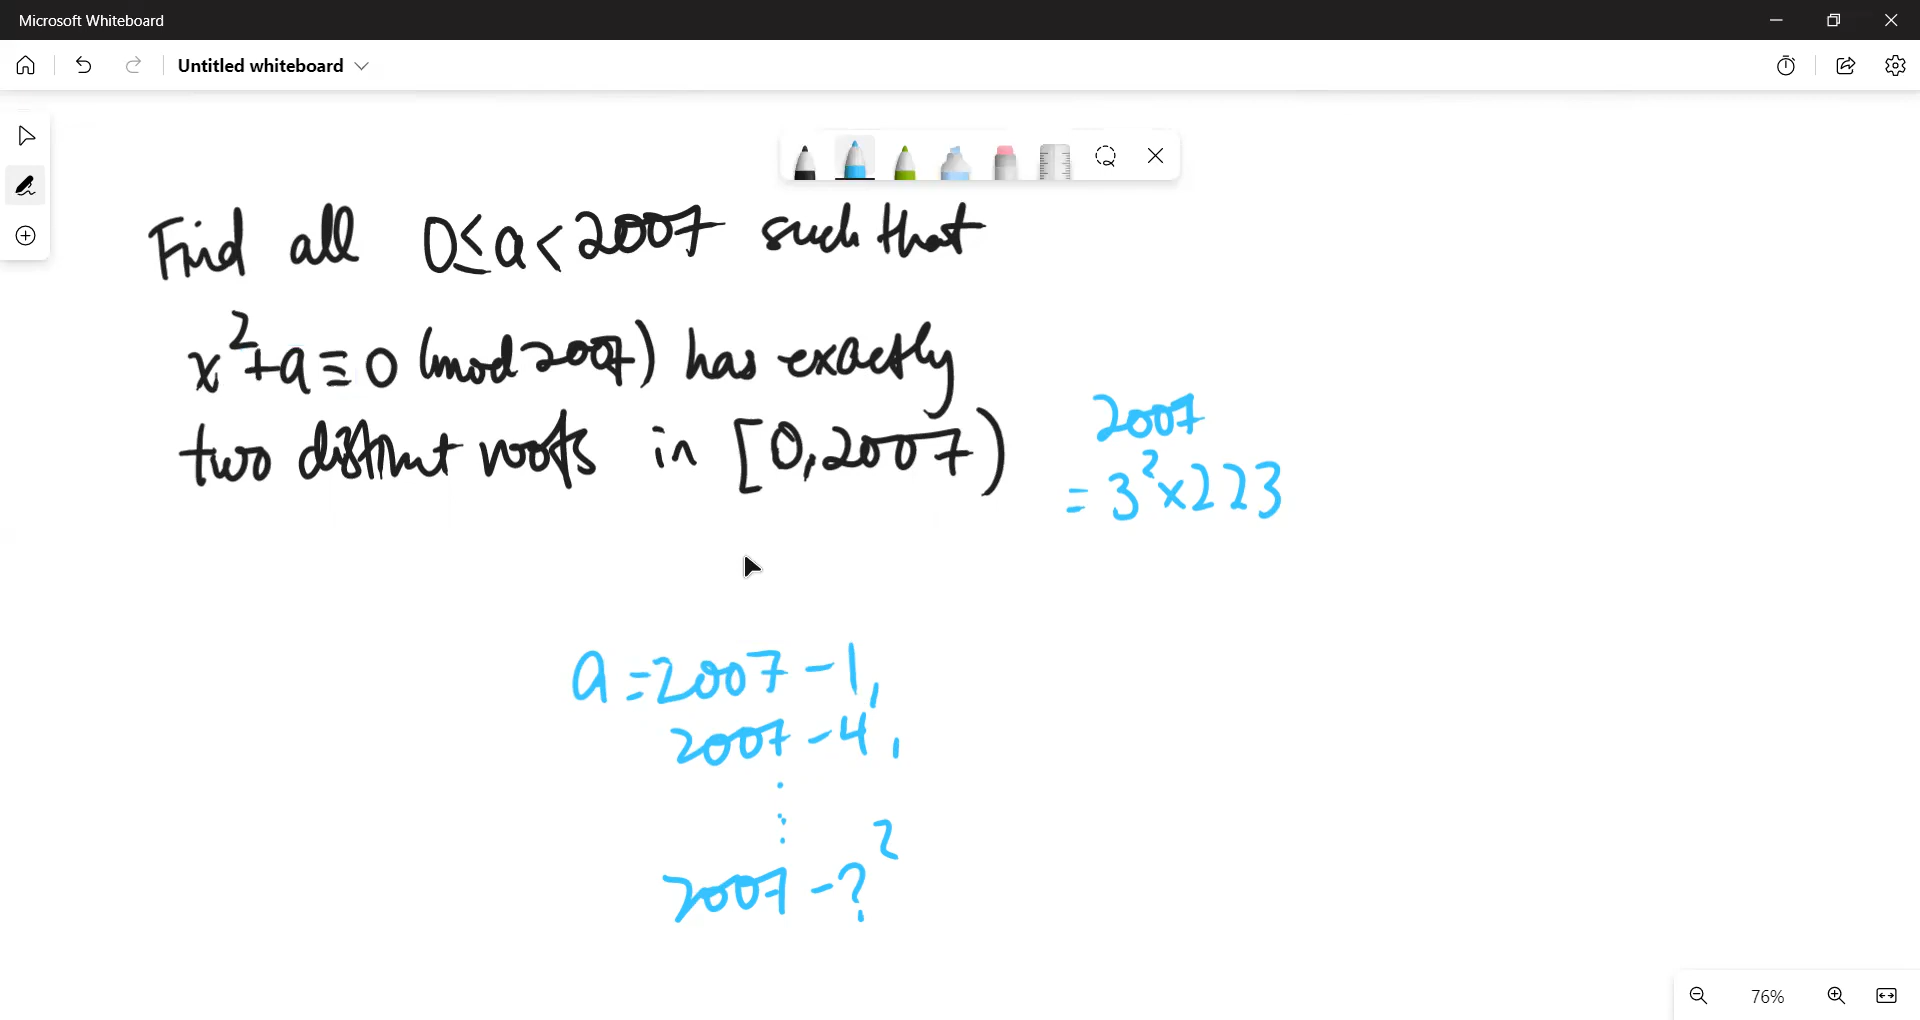 Microsoft Whiteboard
Untitled whiteboard
Find all 0≤a<2007 such that
x²+a≡0 (mod 2007) has exactly
two distinct roots in [0,2007)
2007
= 3²×223
a=2007-1,
2007-4,
⋮
2007-?²
76%